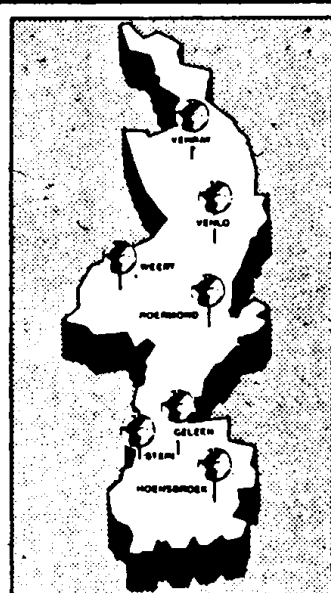 VENRAY
VENLO
WEERT
ROERMOND
GELEEN
STEIN
HOENSBROEK